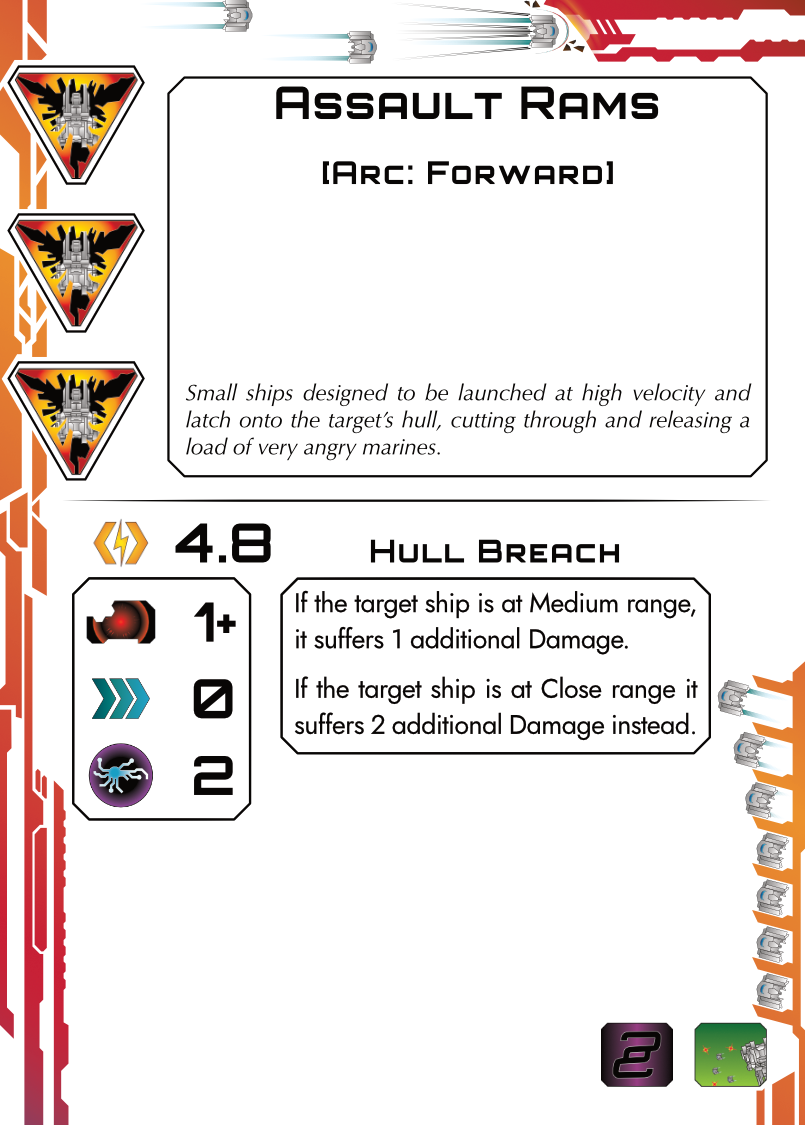 Assault Rams
[Arc: Forward]
Small ships designed to be launched at high velocity and
latch onto the target's hull, cutting through and releasing a
load of very angry marines.
4.8
Hull Breach
1+
0
2
If the target ship is at Medium range,
it suffers 1 additional Damage.
If the target ship is at Close range it
suffers 2 additional Damage instead.
2